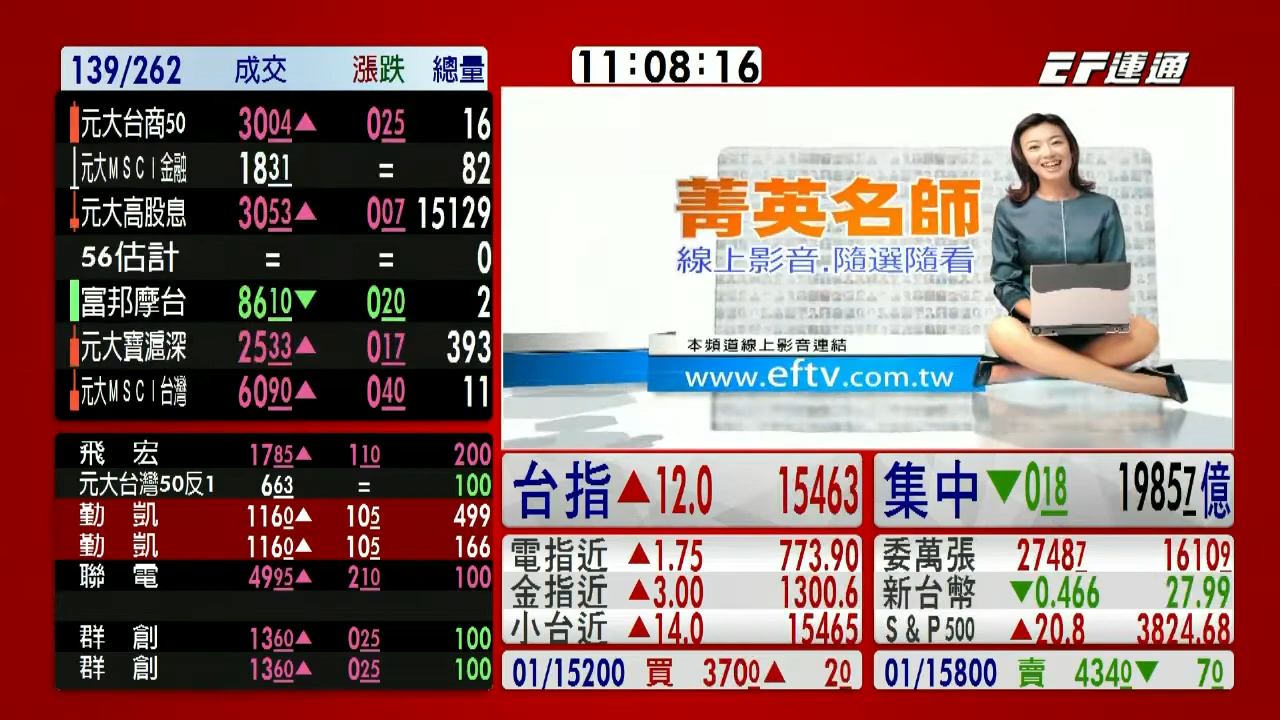 139/262 成交 漲跌 總量
元大台商50 3004▲ 025 16
元大MSCI金融 1831 = 82
元大高股息 3053▲ 007 15129
56估計 = = 0
富邦摩台 8610▼ 020 2
元大寶滬深 2533▲ 017 393
元大MSCI台灣 6090▲ 040 11
飛宏 1785▲ 110 200
元大台灣50反1 663 = 100
勤凱 1160▲ 105 499
勤凱 1160▲ 105 166
聯電 4995▲ 210 100
群創 1360▲ 025 100
群創 1360▲ 025 100
11:08:16
EF運通
菁英名師
線上影音.隨選隨看
本頻道線上影音連結
www.eftv.com.tw
台指▲12.0 15463
集中▼018 19857億
電指近 ▲1.75 773.90
金指近 ▲3.00 1300.6
小台近 ▲14.0 15465
委萬張 27487 16109
新台幣 ▼0.466 27.99
S&P500 ▲20.8 3824.68
01/15200 買 3700▲ 20
01/15800 賣 4340▼ 70